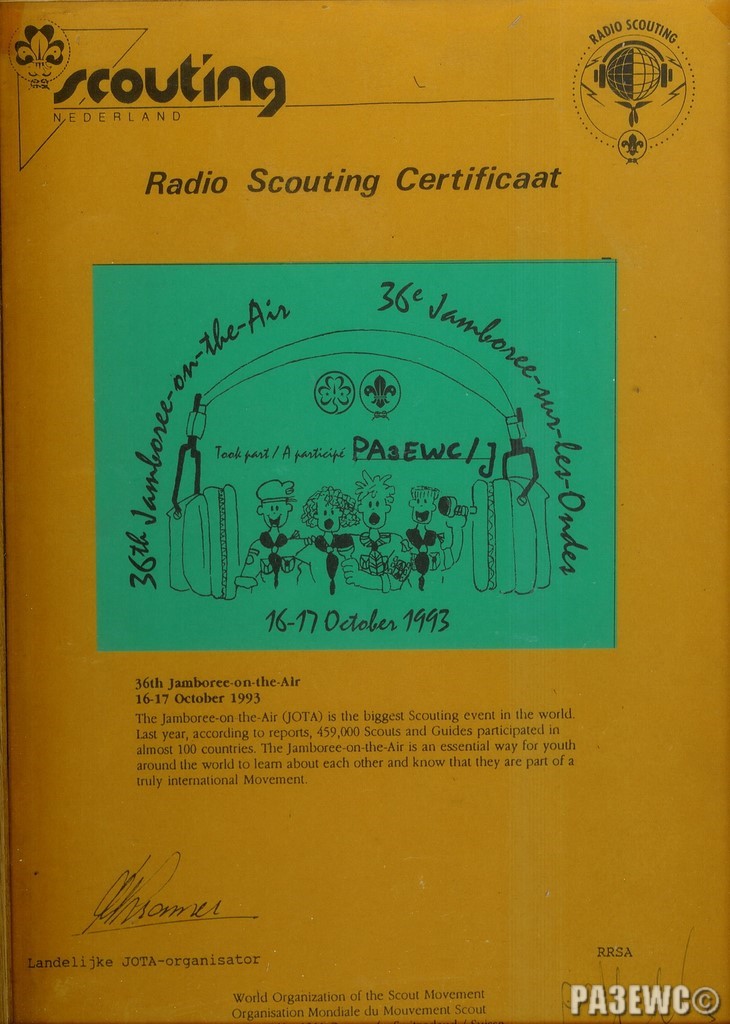 scouting
NEDERLAND
RADIO SCOUTING
Radio Scouting Certificaat
36th Jamboree-on-the-Air
36e Jamboree-sur-les-Ondes
Took part / A participé PA3EWC/J
16-17 October 1993
36th Jamboree-on-the-Air
16-17 October 1993
The Jamboree-on the-Air (JOTA) is the biggest Scouting event in the world.
Last year, according to reports, 459,000 Scouts and Guides participated in
almost 100 countries. The Jamboree-on-the-Air is an essential way for youth
around the world to learn about each other and know that they are part of a
truly international Movement.
Landelijke JOTA-organisator
RRSA
World Organization of the Scout Movement
Organisation Mondiale du Mouvement Scout
PA3EWC©